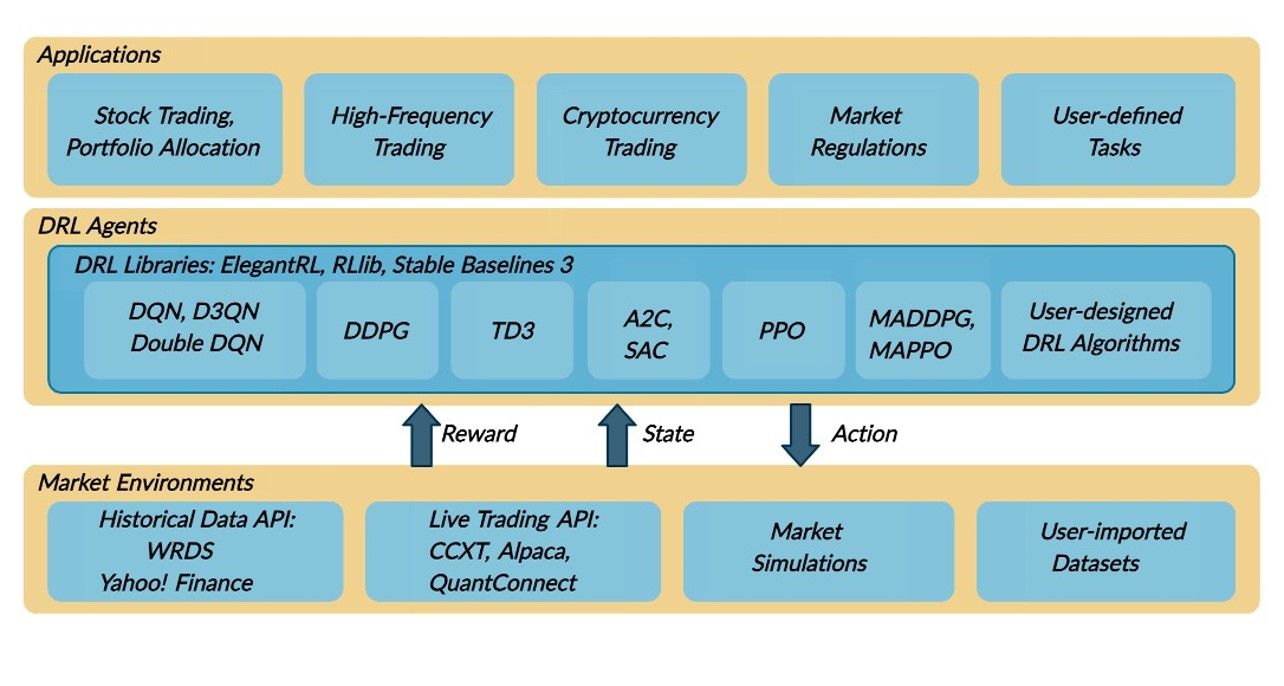 Applications
Stock Trading,
Portfolio Allocation
High-Frequency
Trading
Cryptocurrency
Trading
Market
Regulations
User-defined
Tasks
DRL Agents
DRL Libraries: ElegantRL, RLlib, Stable Baselines 3
DQN, D3QN
Double DQN
DDPG
TD3
A2C,
SAC
PPO
MADDPG,
MAPPO
User-designed
DRL Algorithms
Reward
State
Action
Market Environments
Historical Data API:
WRDS
Yahoo! Finance
Live Trading API:
CCXT, Alpaca,
QuantConnect
Market
Simulations
User-imported
Datasets